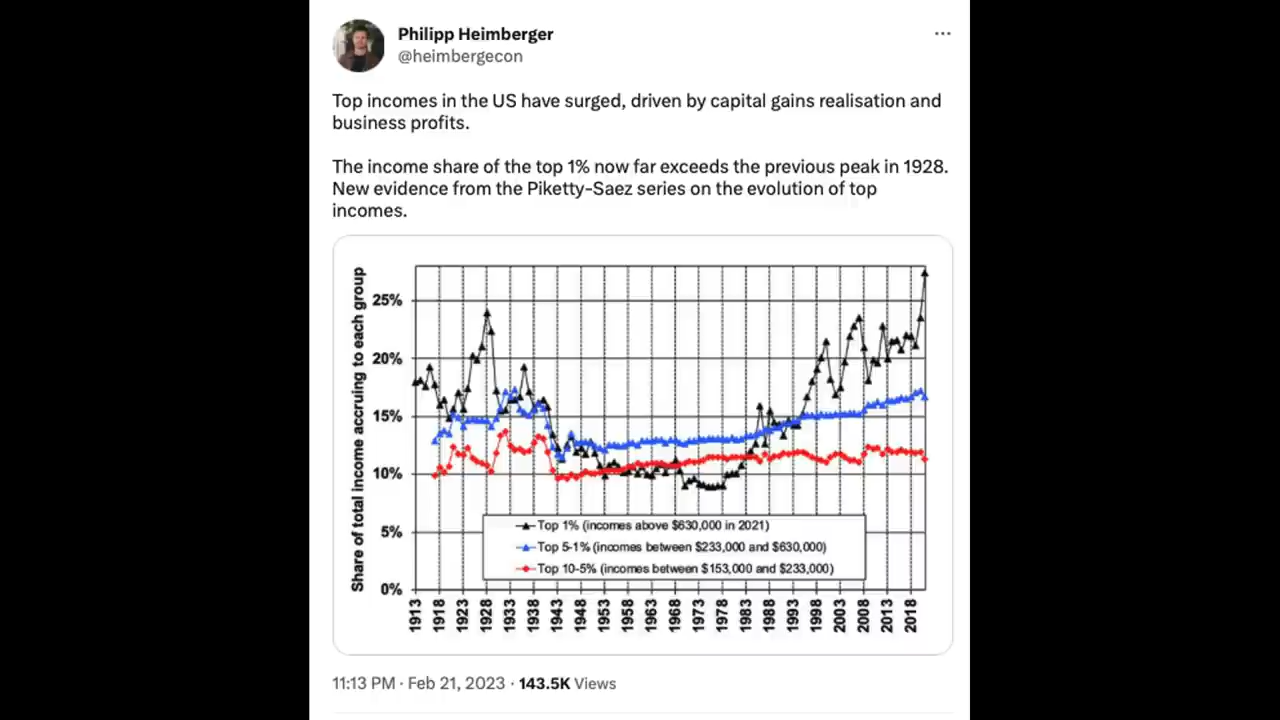 Philipp Heimberger
@heimbergecon
Top incomes in the US have surged, driven by capital gains realisation and
business profits.
The income share of the top 1% now far exceeds the previous peak in 1928.
New evidence from the Piketty-Saez series on the evolution of top
incomes.
Share of total income accruing to each group
25%
20%
15%
10%
5%
0%
Top 1% (incomes above $630,000 in 2021)
Top 5-1% (incomes between $233,000 and $630,000)
Top 10-5% (incomes between $153,000 and $233,000)
1913 1918 1923 1928 1933 1938 1943 1948 1953 1958 1963 1968 1973 1978 1983 1988 1993 1998 2003 2008 2013 2018
11:13 PM · Feb 21, 2023 · 143.5K Views